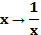 x → 1/x